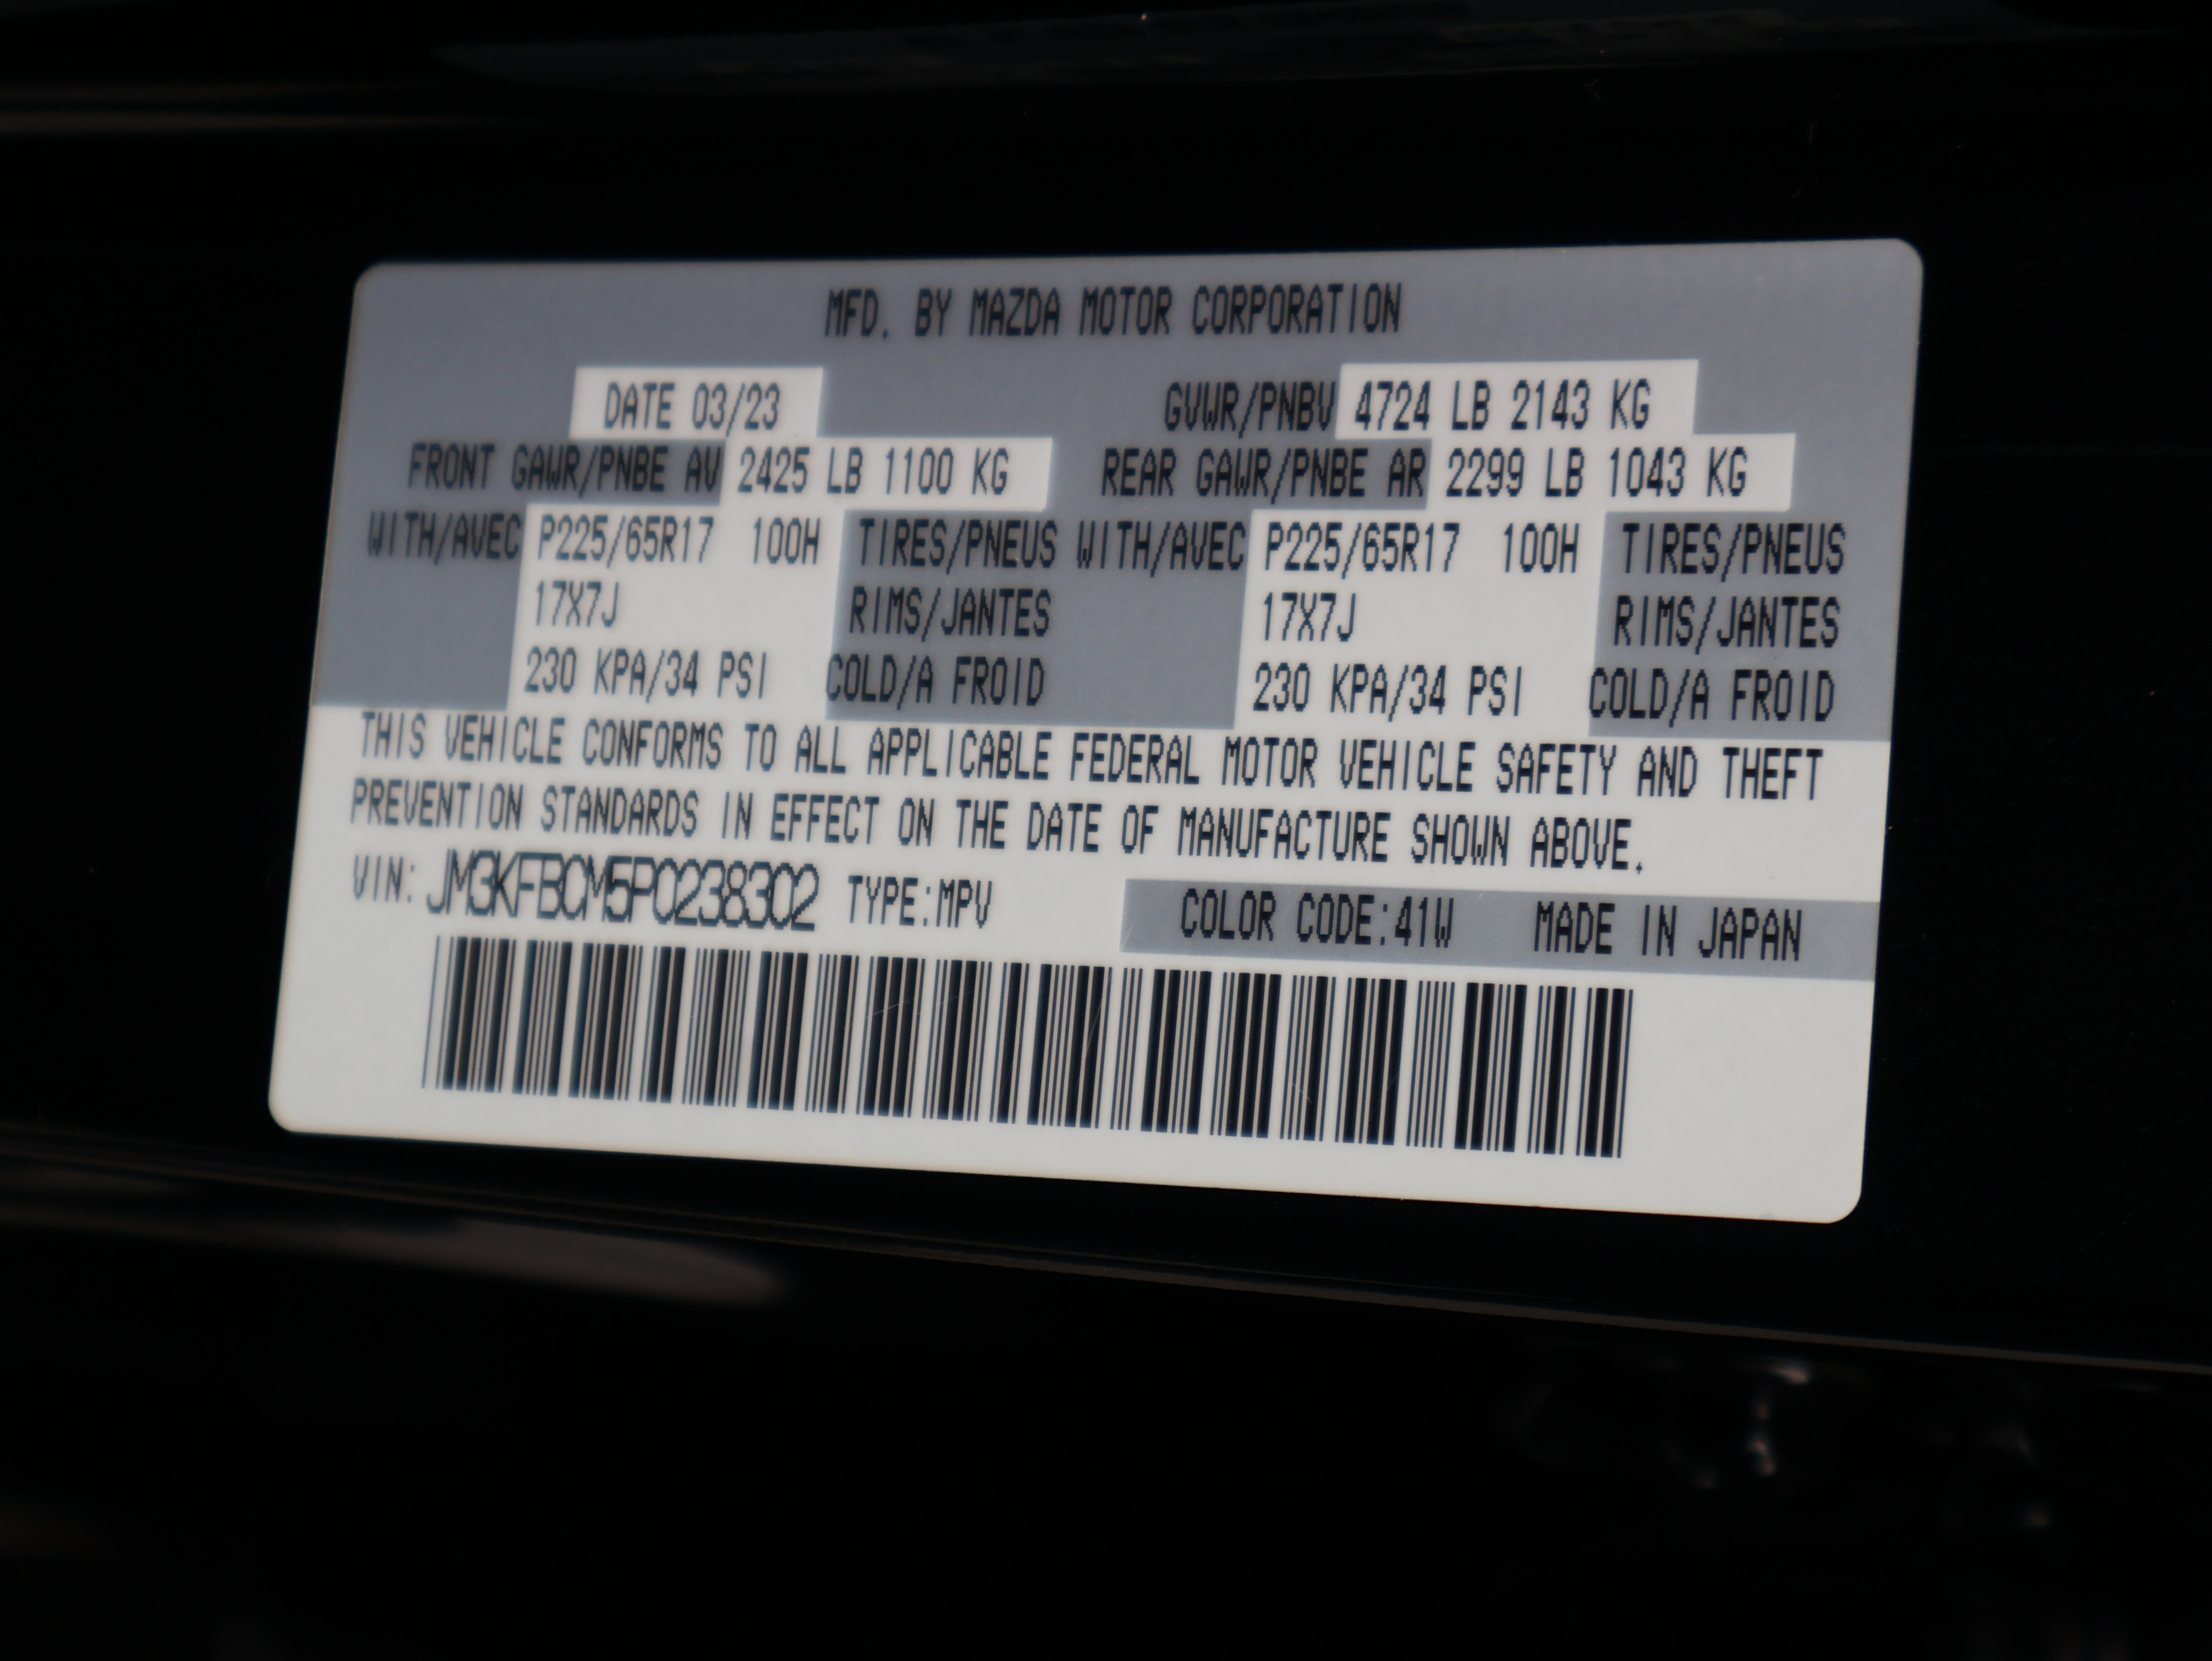 MFD. BY MAZDA MOTOR CORPORATION
DATE 03/23 GVWR/PNBV 4724 LB 2143 KG
FRONT GAWR/PNBE AV 2425 LB 1100 KG REAR GAWR/PNBE AR 2299 LB 1043 KG
WITH/AVEC P225/65R17 100H TIRES/PNEUS WITH/AVEC P225/65R17 100H TIRES/PNEUS
17X7J RIMS/JANTES 17X7J RIMS/JANTES
230 KPA/34 PSI COLD/A FROID 230 KPA/34 PSI COLD/A FROID
THIS VEHICLE CONFORMS TO ALL APPLICABLE FEDERAL MOTOR VEHICLE SAFETY AND THEFT
PREVENTION STANDARDS IN EFFECT ON THE DATE OF MANUFACTURE SHOWN ABOVE.
VIN: JM3KFBCM5P0238302 TYPE:MPV COLOR CODE:41W MADE IN JAPAN